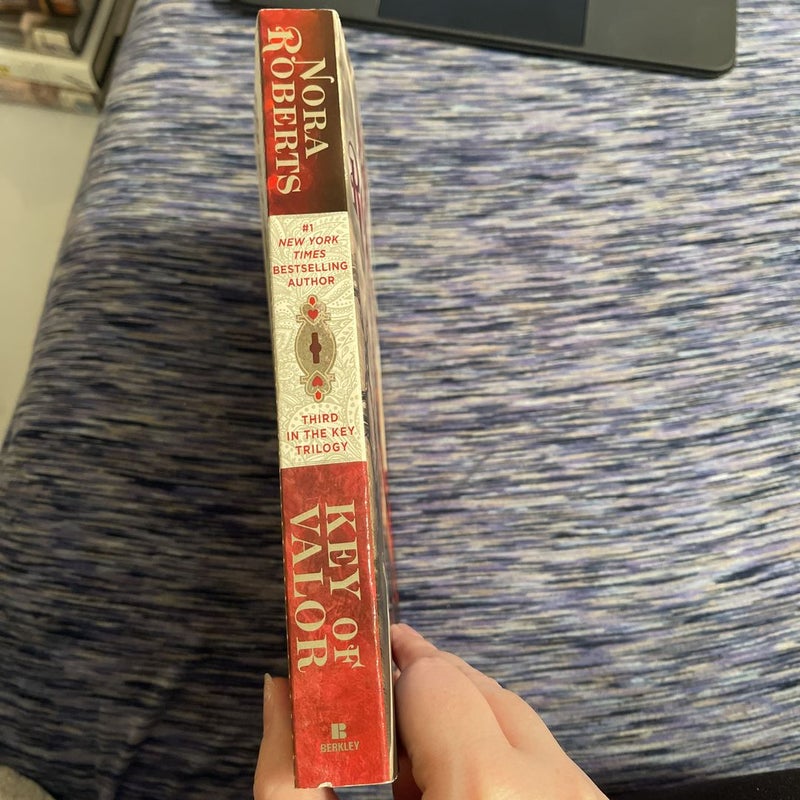 NORA
ROBERTS
#1
NEW YORK
TIMES
BESTSELLING
AUTHOR
THIRD
IN THE KEY
TRILOGY
KEY OF
VALOR
B
BERKLEY